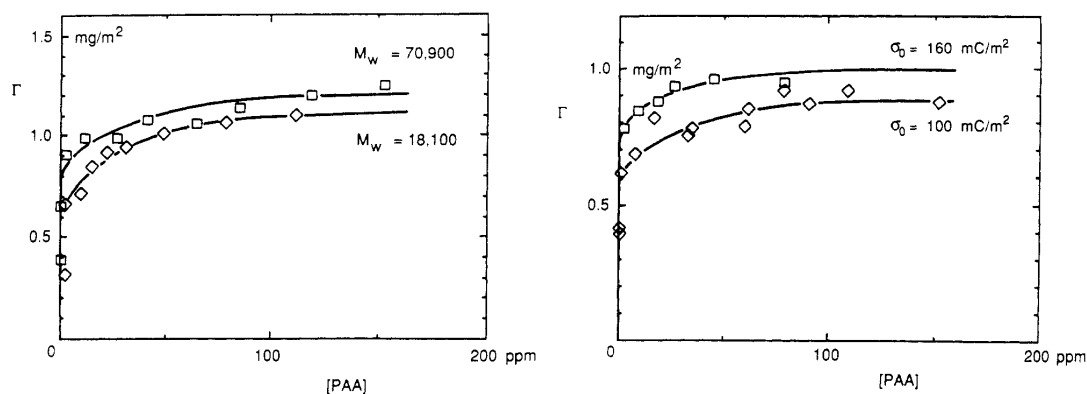 1.5
mg/m²
M_W = 70,900
Γ
1.0
M_W = 18,100
0.5
0
100
200 ppm
[PAA]
σ₀ = 160 mC/m²
1.0
mg/m²
Γ
σ₀ = 100 mC/m²
0.5
0
100
200 ppm
[PAA]